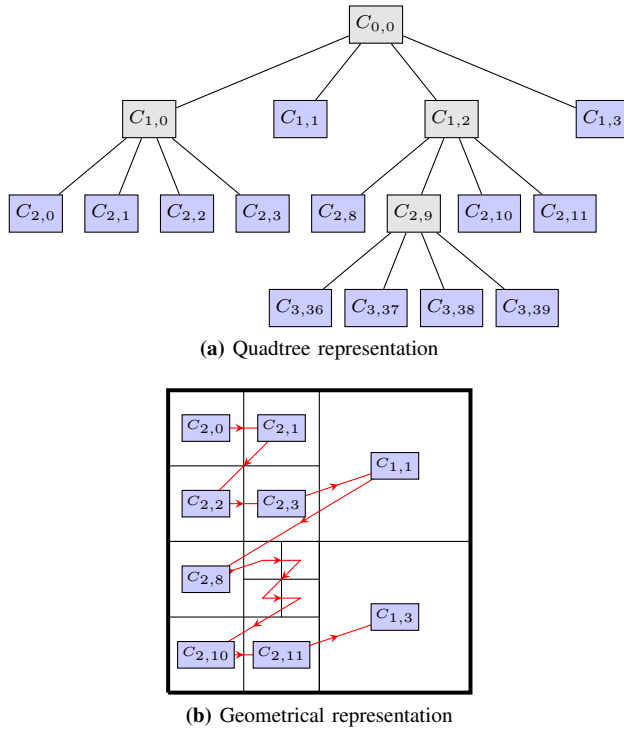 C0,0
C1,0 C1,1 C1,2 C1,3
C2,0 C2,1 C2,2 C2,3 C2,8 C2,9 C2,10 C2,11
C3,36 C3,37 C3,38 C3,39
(a) Quadtree representation
C2,0 C2,1
C1,1
C2,2 C2,3
C2,8
C1,3
C2,10 C2,11
(b) Geometrical representation